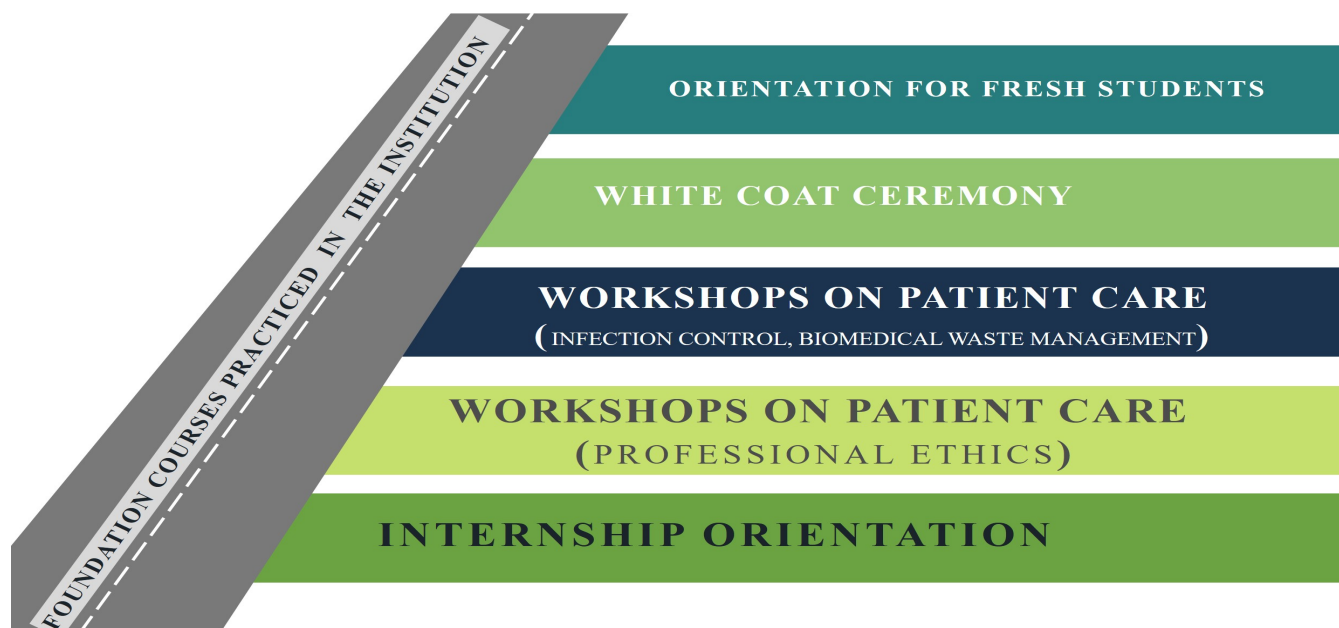 FOUNDATION COURSES PRACTICED IN THE INSTITUTION
ORIENTATION FOR FRESH STUDENTS
WHITE COAT CEREMONY
WORKSHOPS ON PATIENT CARE
(INFECTION CONTROL, BIOMEDICAL WASTE MANAGEMENT)
WORKSHOPS ON PATIENT CARE
(PROFESSIONAL ETHICS)
INTERNSHIP ORIENTATION